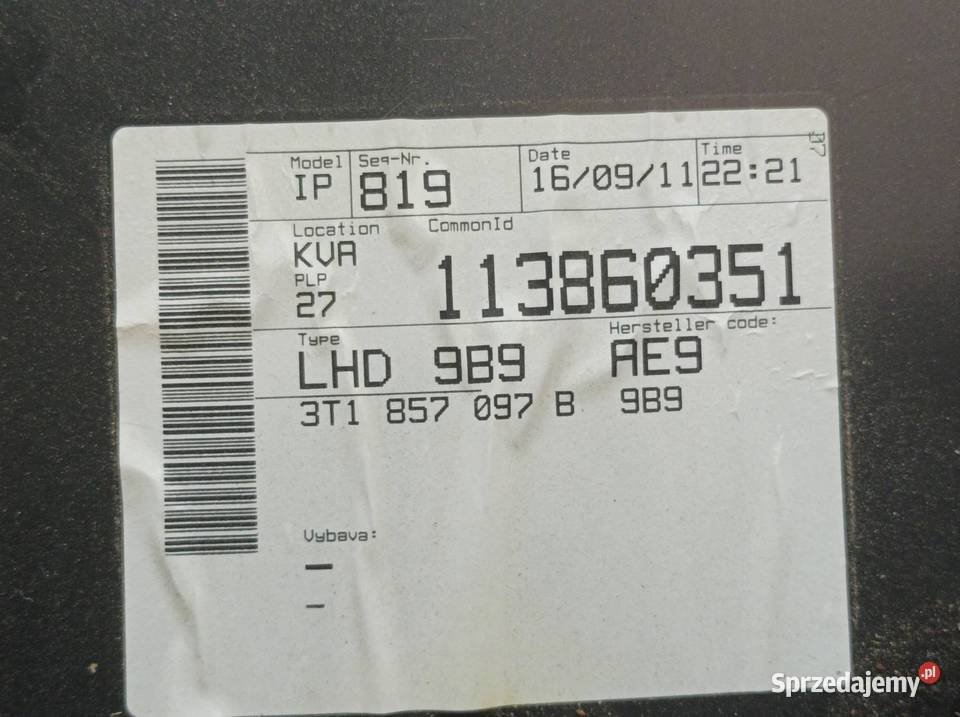 Model Seq-Nr. Date Time 07
IP 819 16/09/11 22:21
Location CommonId
KVA 113860351
PLP
27
Type Hersteller code:
LHD 9B9 AE9
3T1 857 097 B 9B9
Vybava:
—
–
Sprzedajemy.pl